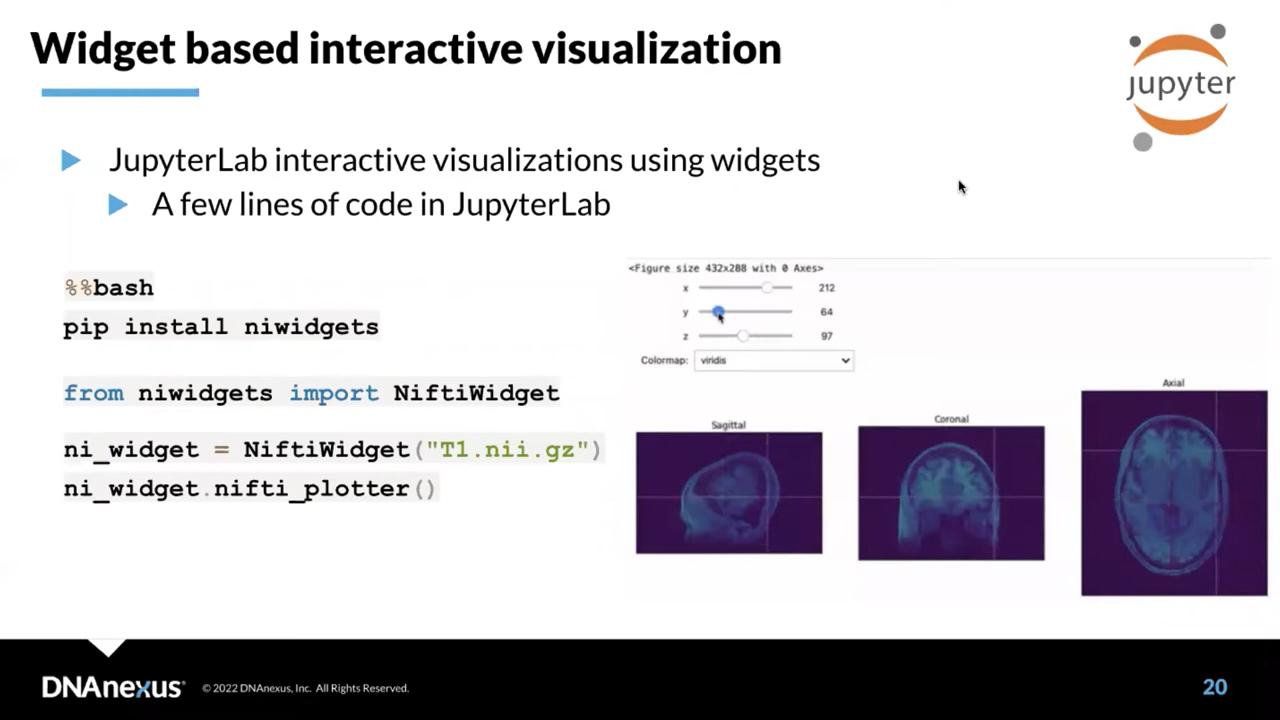 Widget based interactive visualization
jupyter
JupyterLab interactive visualizations using widgets
A few lines of code in JupyterLab
%%bash
pip install niwidgets
from niwidgets import NiftiWidget
ni_widget = NiftiWidget("T1.nii.gz")
ni_widget.nifti_plotter()
<Figure size 432x288 with 0 Axes>
x 212
y 64
z 97
Colormap: viridis
Sagittal
Coronal
Axial
DNAnexus®
© 2022 DNAnexus, Inc. All Rights Reserved.
20